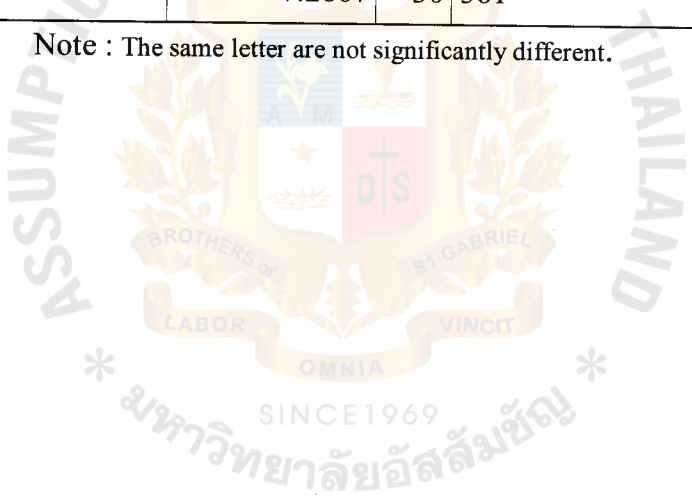 Note : The same letter are not significantly different.
THAILAND
A M
D S
BROTHERS of
ST GABRIEL
LABOR
VINCIT
OMNIA
* *
SINCE1969
มหาวิทยาลัยอัสสัมชัญ